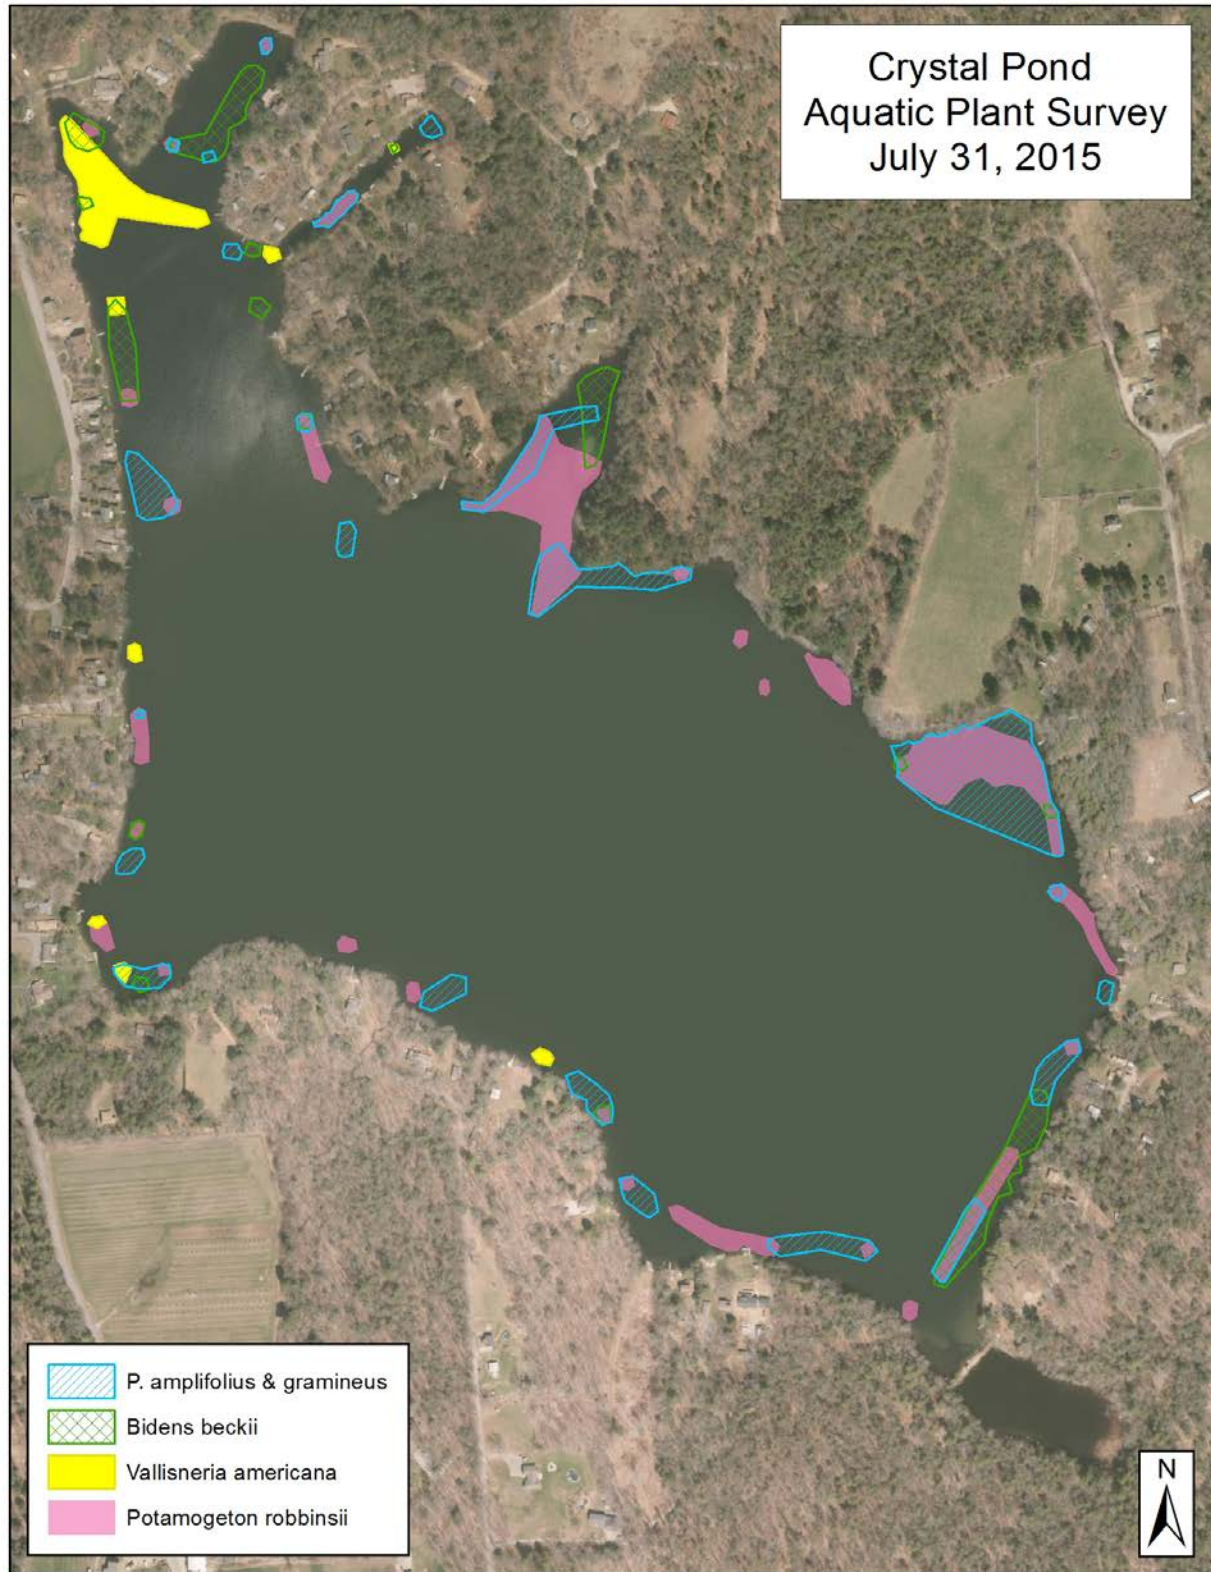 Crystal Pond
Aquatic Plant Survey
July 31, 2015
P. amplifolius & gramineus
Bidens beckii
Vallisneria americana
Potamogeton robbinsii
N